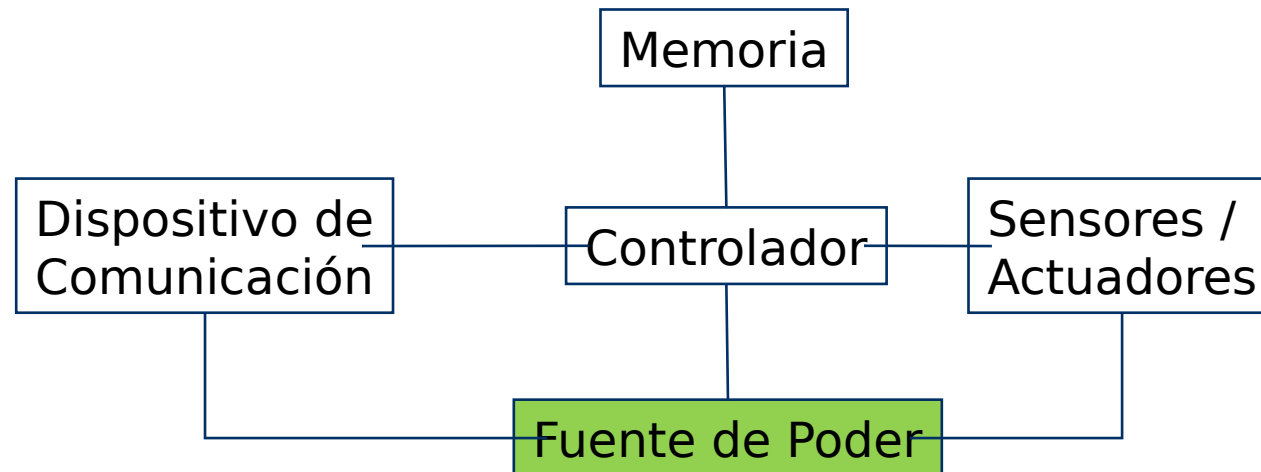 Memoria
Dispositivo de
Comunicación
Controlador
Sensores /
Actuadores
Fuente de Poder